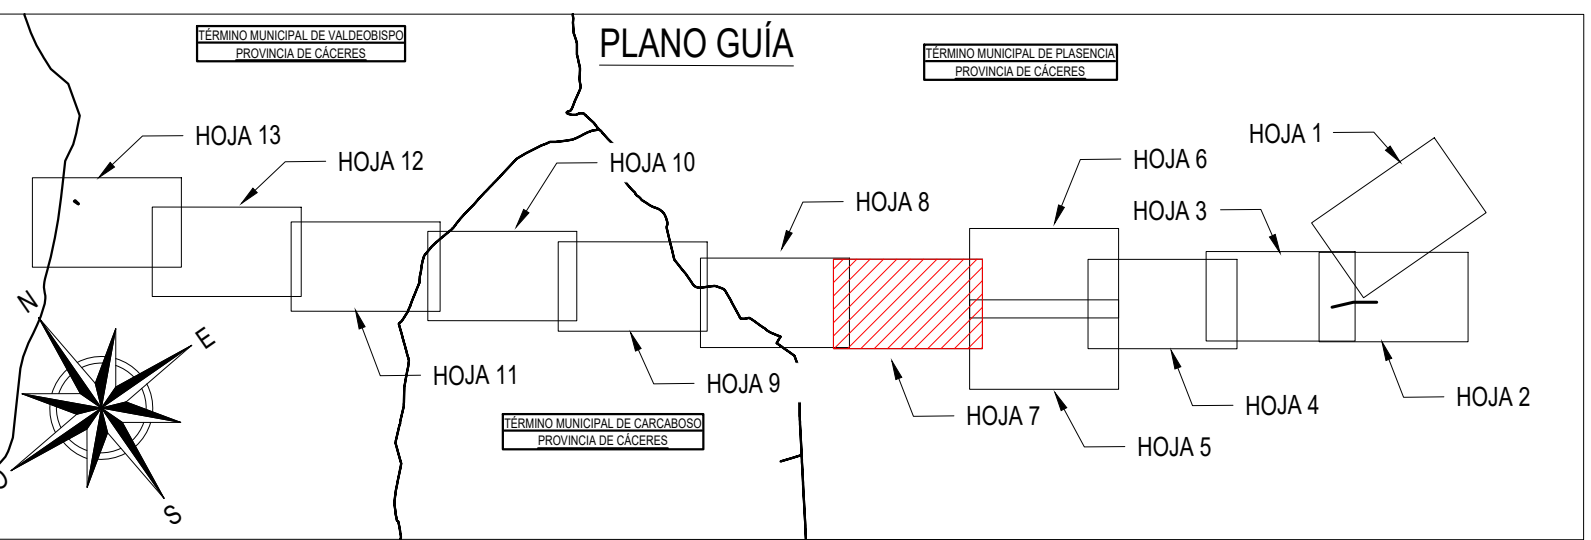 TÉRMINO MUNICIPAL DE VALDEOBISPO
PROVINCIA DE CÁCERES
PLANO GUÍA
TÉRMINO MUNICIPAL DE PLASENCIA
PROVINCIA DE CÁCERES
HOJA 13
HOJA 12
HOJA 10
HOJA 8
HOJA 6
HOJA 3
HOJA 1
N
E
S
O
HOJA 11
HOJA 9
HOJA 7
HOJA 5
HOJA 4
HOJA 2
TÉRMINO MUNICIPAL DE CARCABOSO
PROVINCIA DE CÁCERES